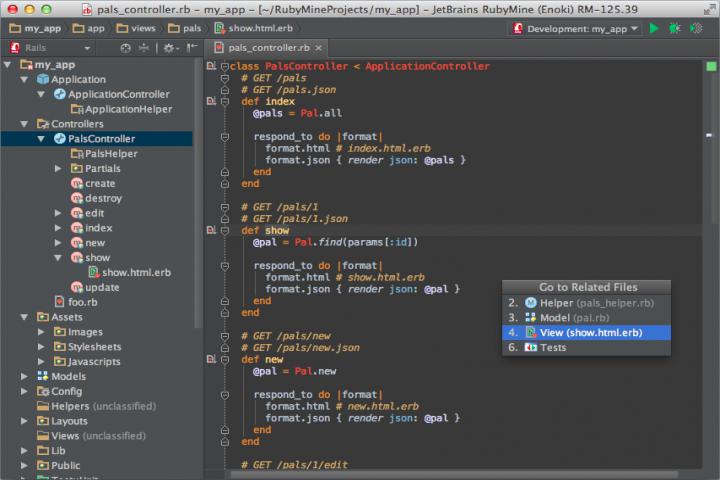 pals_controller.rb – my_app – [~/RubyMineProjects/my_app] – JetBrains RubyMine (Enoki) RM-125.39
my_app app views pals show.html.erb Development: my_app
Rails
pals_controller.rb ×
my_app
Application
ApplicationController
ApplicationHelper
Controllers
PalsController
PalsHelper
Partials
create
destroy
edit
index
new
show
show.html.erb
update
foo.rb
Assets
Images
Stylesheets
Javascripts
Models
Config
Helpers (unclassified)
Layouts
Views (unclassified)
Lib
Public
TestUnit
class PalsController < ApplicationController
# GET /pals
# GET /pals.json
def index
@pals = Pal.all
respond_to do |format|
format.html # index.html.erb
format.json { render json: @pals }
end
end
# GET /pals/1
# GET /pals/1.json
def show
@pal = Pal.find(params[:id])
respond_to do |format|
format.html # show.html.erb
format.json { render json: @pal }
end
end
# GET /pals/new
# GET /pals/new.json
def new
@pal = Pal.new
respond_to do |format|
format.html # new.html.erb
format.json { render json: @pal }
end
end
# GET /pals/1/edit
Go to Related Files
2. Helper (pals_helper.rb)
3. Model (pal.rb)
4. View (show.html.erb)
6. Tests